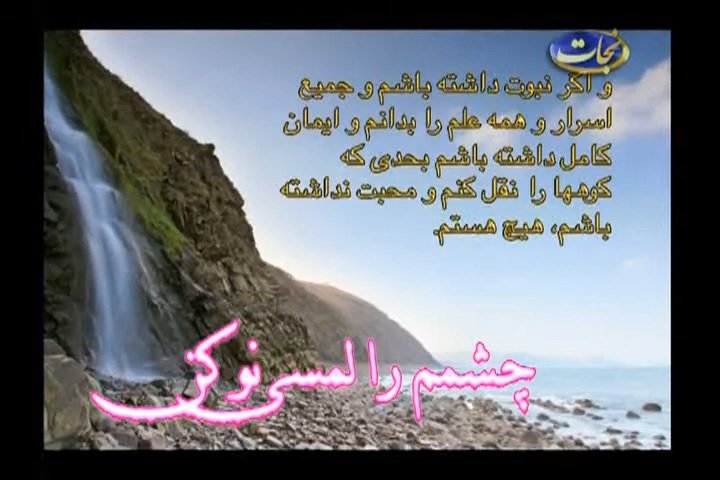 نجات
و اگر نبوت داشته باشم و جمیع
اسرار و همه علم را بدانم و ایمان
کامل داشته باشم بحدی که
کوهها را نقل کنم و محبت نداشته
باشم، هیچ هستم.
چشمم را لمسی نو کن